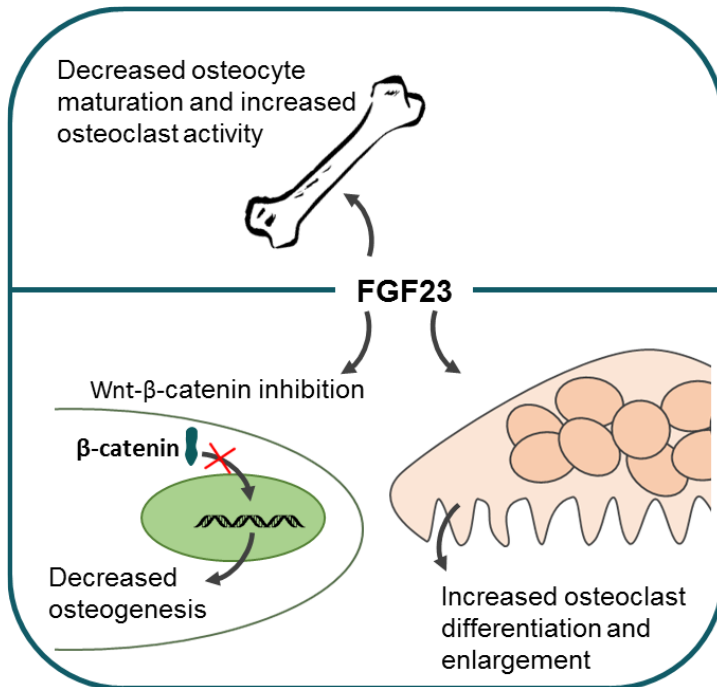 Decreased osteocyte
maturation and increased
osteoclast activity
FGF23
Wnt-β-catenin inhibition
β-catenin
Decreased
osteogenesis
Increased osteoclast
differentiation and
enlargement